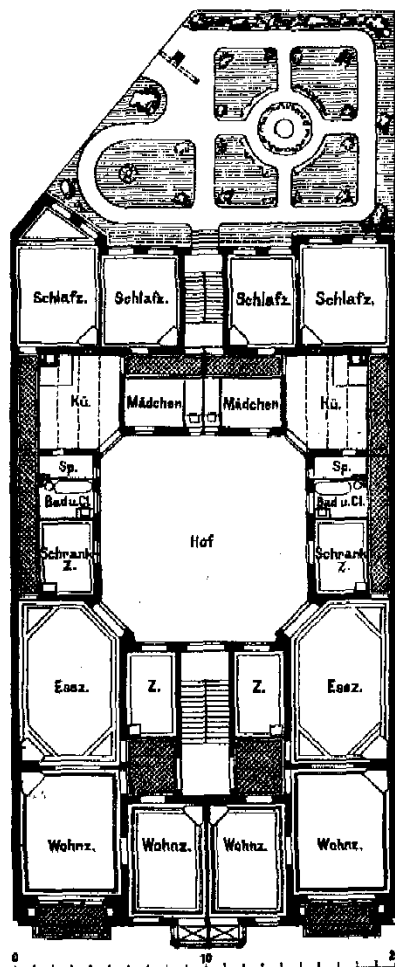 Schlafz. Schlafz. Schlafz. Schlafz.
Kü. Mädchen Mädchen Kü.
Sp. Sp.
Bad u. Cl. Bad u. Cl.
Hof
Schrank Schrank
Z. Z.
Essz. Z. Z. Essz.
Wohnz. Wohnz. Wohnz. Wohnz.
0 10 2